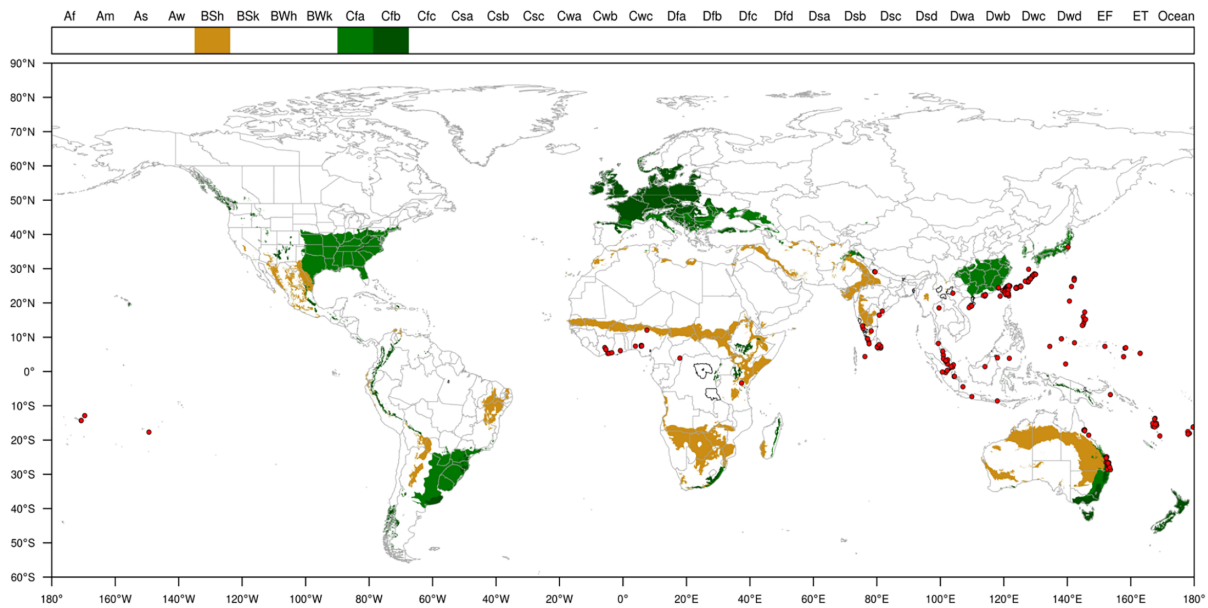 Af Am As Aw BSh BSk BWh BWk Cfa Cfb Cfc Csa Csb Csc Cwa Cwb Cwc Dfa Dfb Dfc Dfd Dsa Dsb Dsc Dsd Dwa Dwb Dwc Dwd EF ET Ocean
90°N
80°N
70°N
60°N
50°N
40°N
30°N
20°N
10°N
0°
10°S
20°S
30°S
40°S
50°S
60°S
180° 160°W 140°W 120°W 100°W 80°W 60°W 40°W 20°W 0° 20°E 40°E 60°E 80°E 100°E 120°E 140°E 160°E 180°